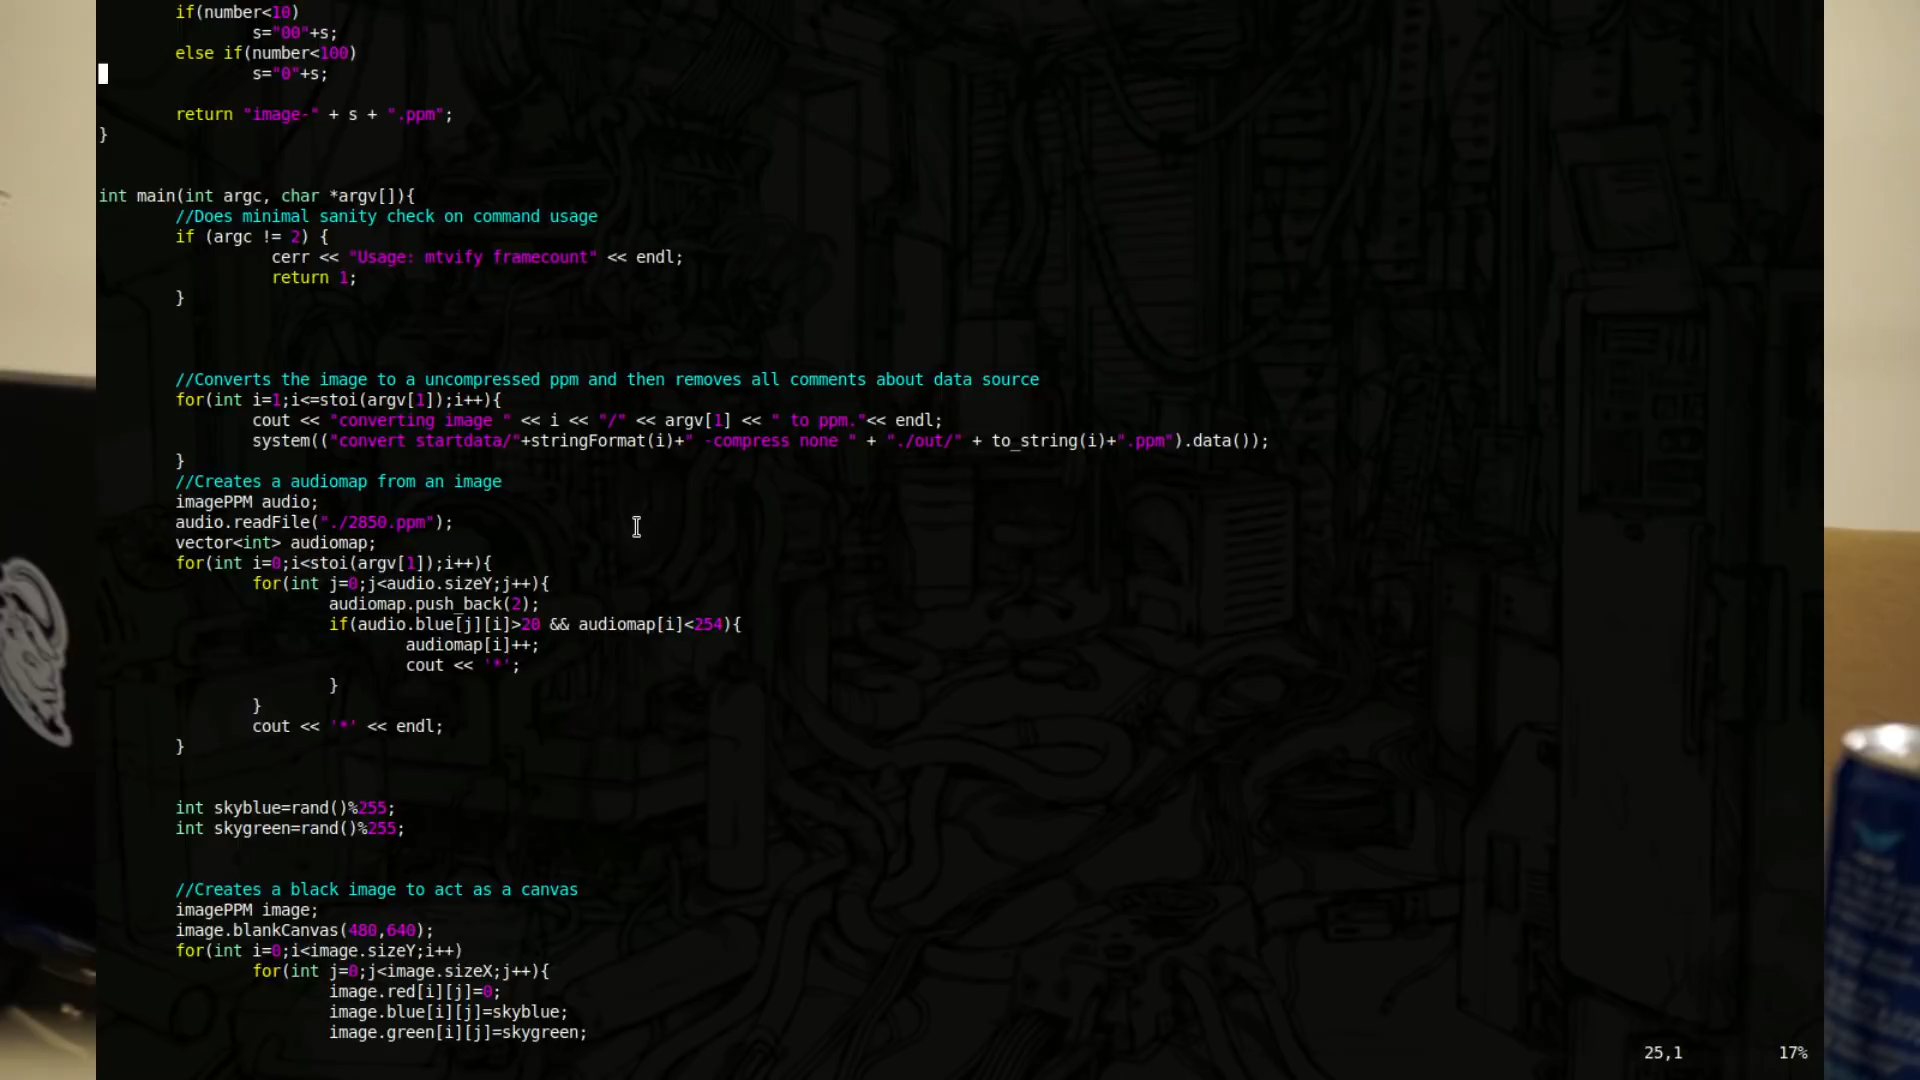 if(number<10)
s="00"+s;
else if(number<100)
s="0"+s;
return "image-" + s + ".ppm";
}
int main(int argc, char *argv[]){
//Does minimal sanity check on command usage
if (argc != 2) {
cerr << "Usage: mtvify framecount" << endl;
return 1;
}
//Converts the image to a uncompressed ppm and then removes all comments about data source
for(int i=1;i<=stoi(argv[1]);i++){
cout << "converting image " << i << "/" << argv[1] << " to ppm."<< endl;
system(("convert startdata/"+stringFormat(i)+" -compress none " + "./out/" + to_string(i)+".ppm").data());
}
//Creates a audiomap from an image
imagePPM audio;
audio.readFile("./2850.ppm");
vector<int> audiomap;
for(int i=0;i<stoi(argv[1]);i++){
for(int j=0;j<audio.sizeY;j++){
audiomap.push_back(2);
if(audio.blue[j][i]>20 && audiomap[i]<254){
audiomap[i]++;
cout << '*';
}
}
cout << '*' << endl;
}
int skyblue=rand()%255;
int skygreen=rand()%255;
//Creates a black image to act as a canvas
imagePPM image;
image.blankCanvas(480,640);
for(int i=0;i<image.sizeY;i++)
for(int j=0;j<image.sizeX;j++){
image.red[i][j]=0;
image.blue[i][j]=skyblue;
image.green[i][j]=skygreen;
25,1 17%